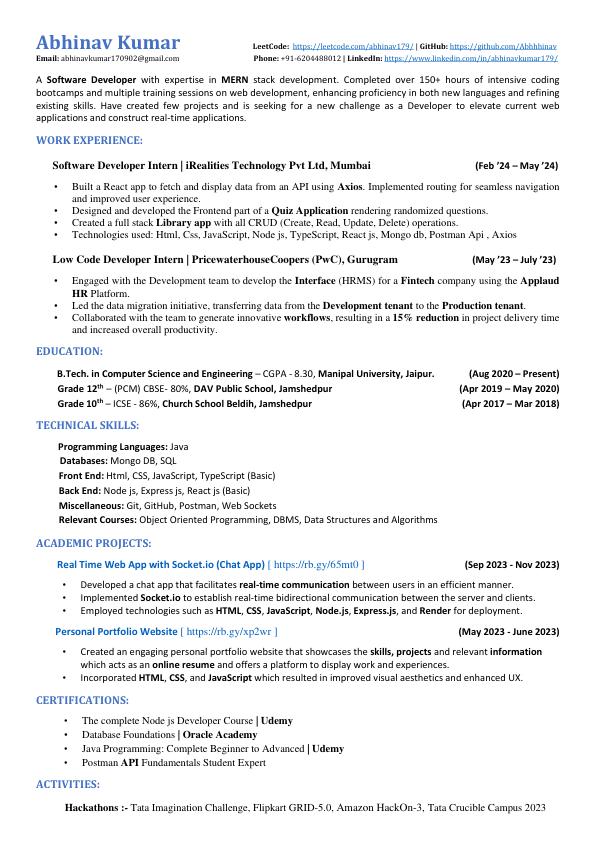 Abhinav Kumar
LeetCode: https://leetcode.com/abhinav179/ | GitHub: https://github.com/Abhhbinav
Email: abhinavkumar170902@gmail.com
Phone: +91-6204488012 | LinkedIn: https://www.linkedin.com/in/abhinavkumar179/
A Software Developer with expertise in MERN stack development. Completed over 150+ hours of intensive coding
bootcamps and multiple training sessions on web development, enhancing proficiency in both new languages and refining
existing skills. Have created few projects and is seeking for a new challenge as a Developer to elevate current web
applications and construct real-time applications.
WORK EXPERIENCE:
Software Developer Intern | iRealities Technology Pvt Ltd, Mumbai (Feb ’24 – May ’24)
• Built a React app to fetch and display data from an API using Axios. Implemented routing for seamless navigation
and improved user experience.
• Designed and developed the Frontend part of a Quiz Application rendering randomized questions.
• Created a full stack Library app with all CRUD (Create, Read, Update, Delete) operations.
• Technologies used: Html, Css, JavaScript, Node js, TypeScript, React js, Mongo db, Postman Api , Axios
Low Code Developer Intern | PricewaterhouseCoopers (PwC), Gurugram (May ’23 – July ’23)
• Engaged with the Development team to develop the Interface (HRMS) for a Fintech company using the Applaud
HR Platform.
• Led the data migration initiative, transferring data from the Development tenant to the Production tenant.
• Collaborated with the team to generate innovative workflows, resulting in a 15% reduction in project delivery time
and increased overall productivity.
EDUCATION:
B.Tech. in Computer Science and Engineering – CGPA - 8.30, Manipal University, Jaipur. (Aug 2020 – Present)
Grade 12th – (PCM) CBSE- 80%, DAV Public School, Jamshedpur (Apr 2019 – May 2020)
Grade 10th – ICSE - 86%, Church School Beldih, Jamshedpur (Apr 2017 – Mar 2018)
TECHNICAL SKILLS:
Programming Languages: Java
Databases: Mongo DB, SQL
Front End: Html, CSS, JavaScript, TypeScript (Basic)
Back End: Node js, Express js, React js (Basic)
Miscellaneous: Git, GitHub, Postman, Web Sockets
Relevant Courses: Object Oriented Programming, DBMS, Data Structures and Algorithms
ACADEMIC PROJECTS:
Real Time Web App with Socket.io (Chat App) [ https://rb.gy/65mt0 ] (Sep 2023 - Nov 2023)
• Developed a chat app that facilitates real-time communication between users in an efficient manner.
• Implemented Socket.io to establish real-time bidirectional communication between the server and clients.
• Employed technologies such as HTML, CSS, JavaScript, Node.js, Express.js, and Render for deployment.
Personal Portfolio Website [ https://rb.gy/xp2wr ] (May 2023 - June 2023)
• Created an engaging personal portfolio website that showcases the skills, projects and relevant information
which acts as an online resume and offers a platform to display work and experiences.
• Incorporated HTML, CSS, and JavaScript which resulted in improved visual aesthetics and enhanced UX.
CERTIFICATIONS:
• The complete Node js Developer Course | Udemy
• Database Foundations | Oracle Academy
• Java Programming: Complete Beginner to Advanced | Udemy
• Postman API Fundamentals Student Expert
ACTIVITIES:
Hackathons :- Tata Imagination Challenge, Flipkart GRID-5.0, Amazon HackOn-3, Tata Crucible Campus 2023